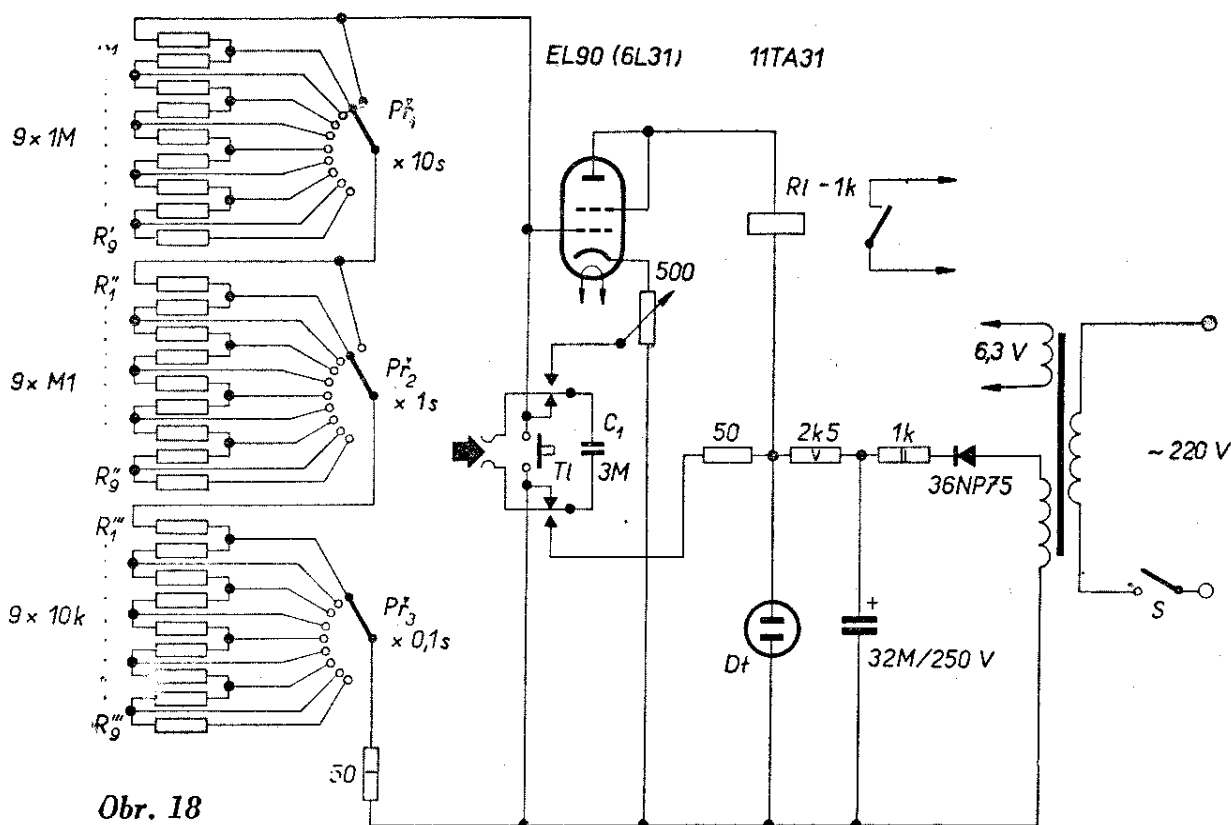 EL90 (6L31)
11TA31
9 x 1M
Př₁
x 10s
R'₉
Rl - 1k
500
R"₁
6,3 V
9 x M1
Př₂
x 1s
C₁
3M
Tl
50
2k5
1k
36NP75
~ 220 V
R"₉
R'''₁
9 x 10k
Př₃
x 0,1s
S
Dt
+
32M/250 V
R'''₉
50
Obr. 18